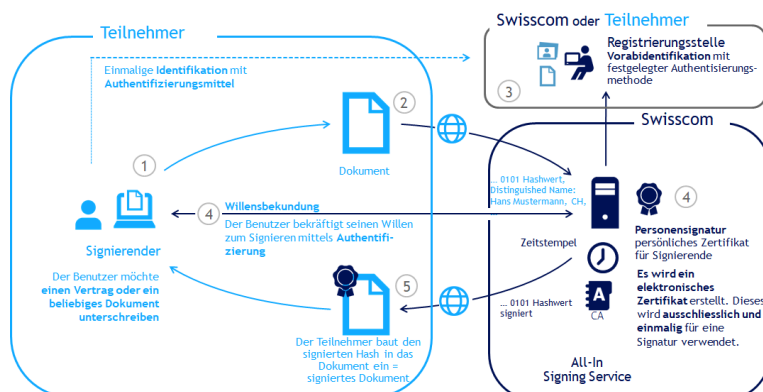 Teilnehmer
Swisscom oder Teilnehmer
Einmalige Identifikation mit
Authentifizierungsmittel
Registrierungsstelle
Vorabidentifikation mit
festgelegter Authentisierungs-
methode
3
Swisscom
1
2
Dokument
... 0101 Hashwert,
Distinguished Name:
Hans Mustermann, CH,
4
Willensbekundung
Der Benutzer bekräftigt seinen Willen
zum Signieren mittels Authentifi-
zierung
4
Signierender
Der Benutzer möchte
einen Vertrag oder ein
beliebiges Dokument
unterschreiben
Zeitstempel
Personensignatur
persönliches Zertifikat
für Signierende
Es wird ein
elektronisches
Zertifikat erstellt. Dieses
wird ausschliesslich und
einmalig für eine
Signatur verwendet.
A
CA
5
... 0101 Hashwert
signiert
Der Teilnehmer baut den
signierten Hash in das
Dokument ein =
signiertes Dokument
All-In
Signing Service